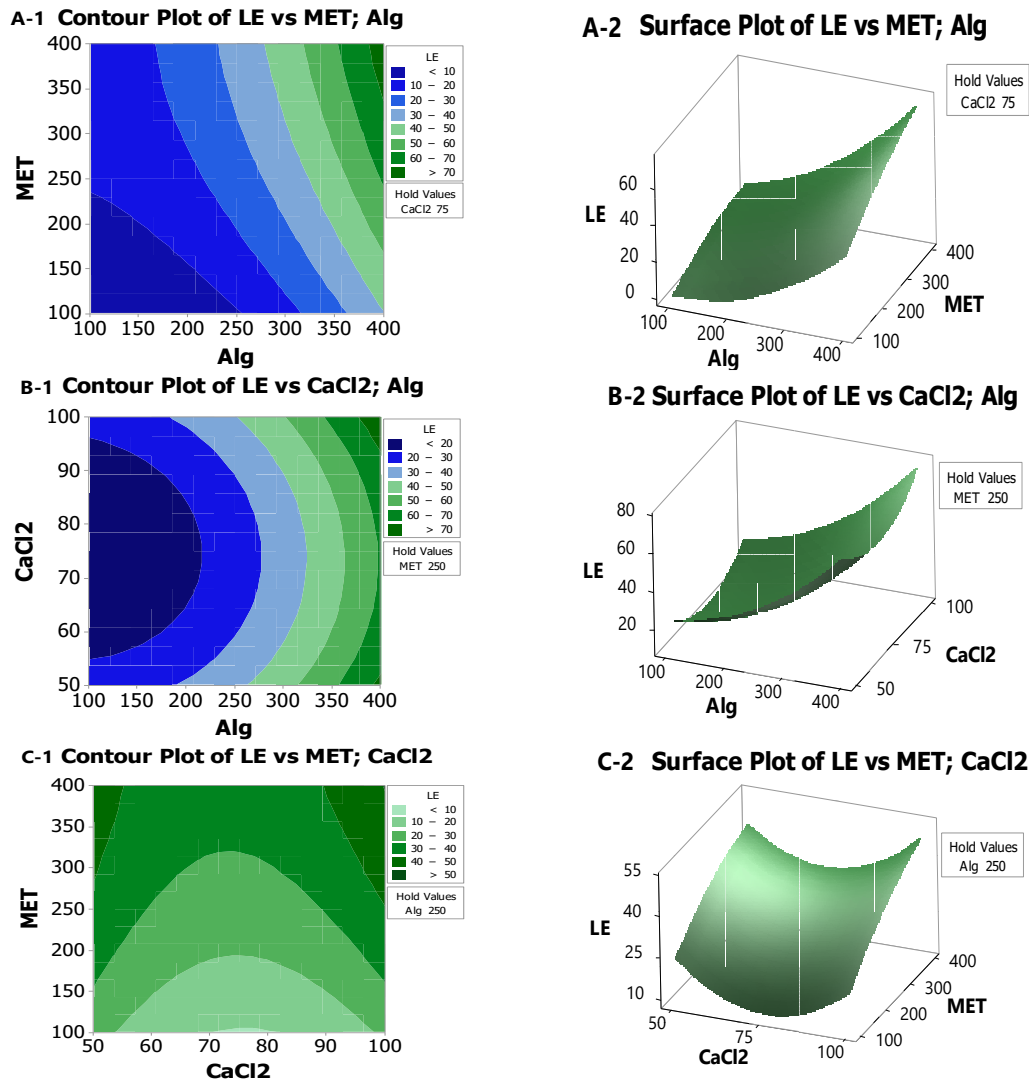 A-1 Contour Plot of LE vs MET; Alg
400
350
300
250
200
150
100
MET
100 150 200 250 300 350 400
Alg
LE
< 10
10 – 20
20 – 30
30 – 40
40 – 50
50 – 60
60 – 70
> 70
Hold Values
CaCl2 75
A-2 Surface Plot of LE vs MET; Alg
Hold Values
CaCl2 75
60
40
20
0
LE
100 200 300 400
Alg
100 200 300 400
MET
B-1 Contour Plot of LE vs CaCl2; Alg
100
90
80
70
60
50
CaCl2
100 150 200 250 300 350 400
Alg
LE
< 20
20 – 30
30 – 40
40 – 50
50 – 60
60 – 70
> 70
Hold Values
MET 250
B-2 Surface Plot of LE vs CaCl2; Alg
Hold Values
MET 250
80
60
40
20
LE
100 200 300 400
Alg
50 75 100
CaCl2
C-1 Contour Plot of LE vs MET; CaCl2
400
350
300
250
200
150
100
MET
50 60 70 80 90 100
CaCl2
LE
< 10
10 – 20
20 – 30
30 – 40
40 – 50
> 50
Hold Values
Alg 250
C-2 Surface Plot of LE vs MET; CaCl2
Hold Values
Alg 250
55
40
25
10
LE
50 75 100
CaCl2
100 200 300 400
MET